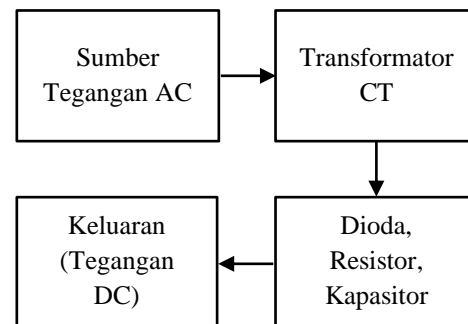 Sumber
Tegangan AC
Transformator
CT
Dioda,
Resistor,
Kapasitor
Keluaran
(Tegangan
DC)